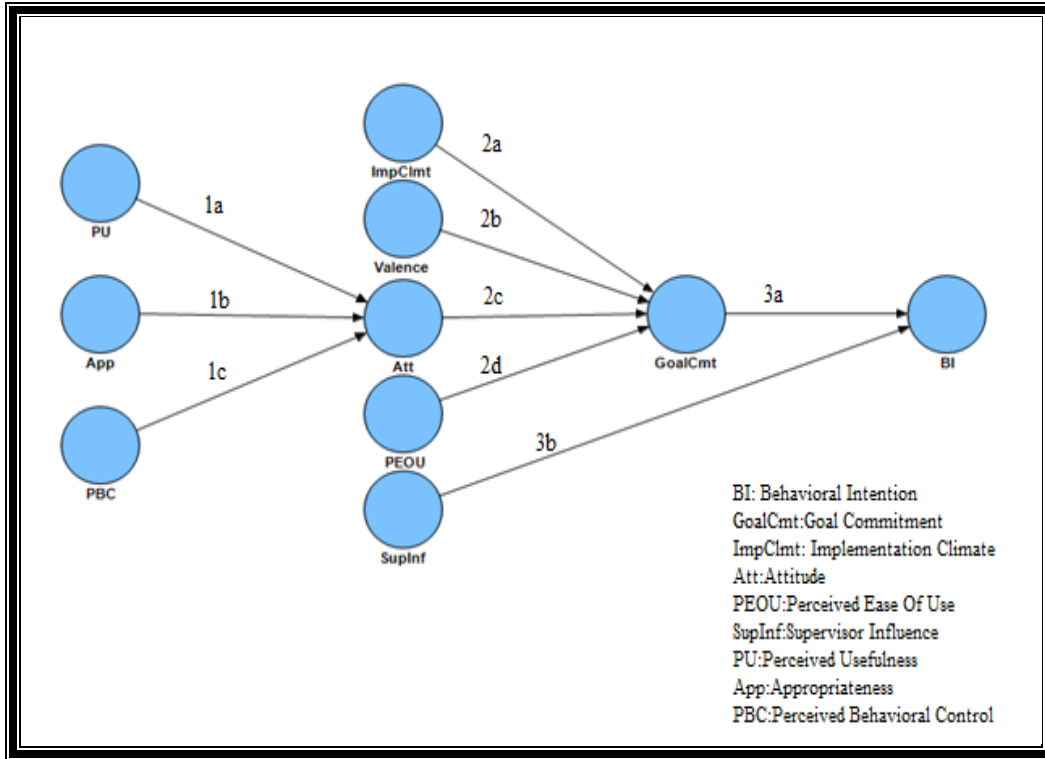 ImpClmt
2a
PU
1a
Valence
2b
App
1b
Att
2c
GoalCmt
3a
BI
1c
PEOU
2d
PBC
SupInf
3b
BI: Behavioral Intention
GoalCmt:Goal Commitment
ImpClmt: Implementation Climate
Att:Attitude
PEOU:Perceived Ease Of Use
SupInf:Supervisor Influence
PU:Perceived Usefulness
App:Appropriateness
PBC:Perceived Behavioral Control